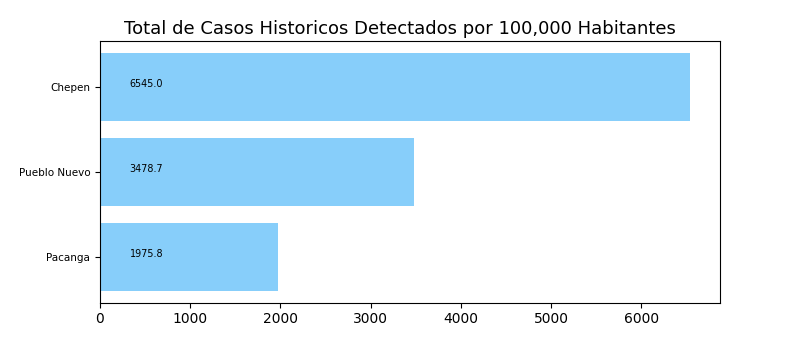 Total de Casos Historicos Detectados por 100,000 Habitantes
Chepen
6545.0
Pueblo Nuevo
3478.7
Pacanga
1975.8
0 1000 2000 3000 4000 5000 6000